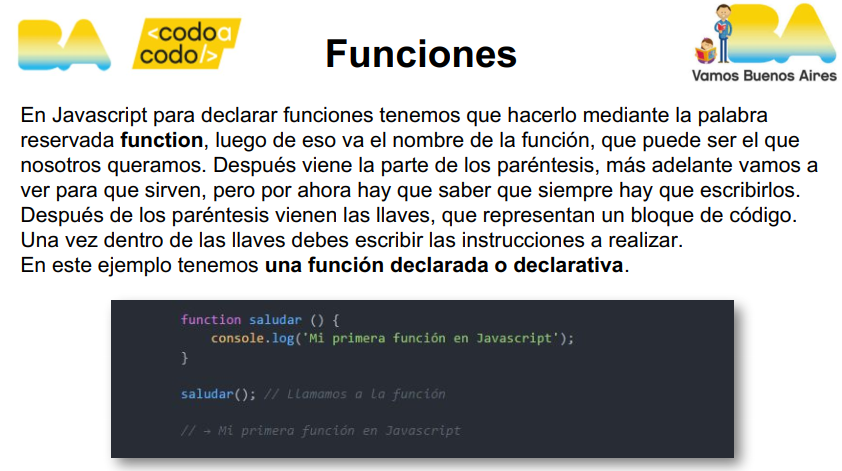 BA
<codoa
codo/>
Funciones
BA
Vamos Buenos Aires
En Javascript para declarar funciones tenemos que hacerlo mediante la palabra
reservada function, luego de eso va el nombre de la función, que puede ser el que
nosotros queramos. Después viene la parte de los paréntesis, más adelante vamos a
ver para que sirven, pero por ahora hay que saber que siempre hay que escribirlos.
Después de los paréntesis vienen las llaves, que representan un bloque de código.
Una vez dentro de las llaves debes escribir las instrucciones a realizar.
En este ejemplo tenemos una función declarada o declarativa.
function saludar () {
console.log('Mi primera función en Javascript');
}
saludar(); // Llamamos a la función
// → Mi primera función en Javascript